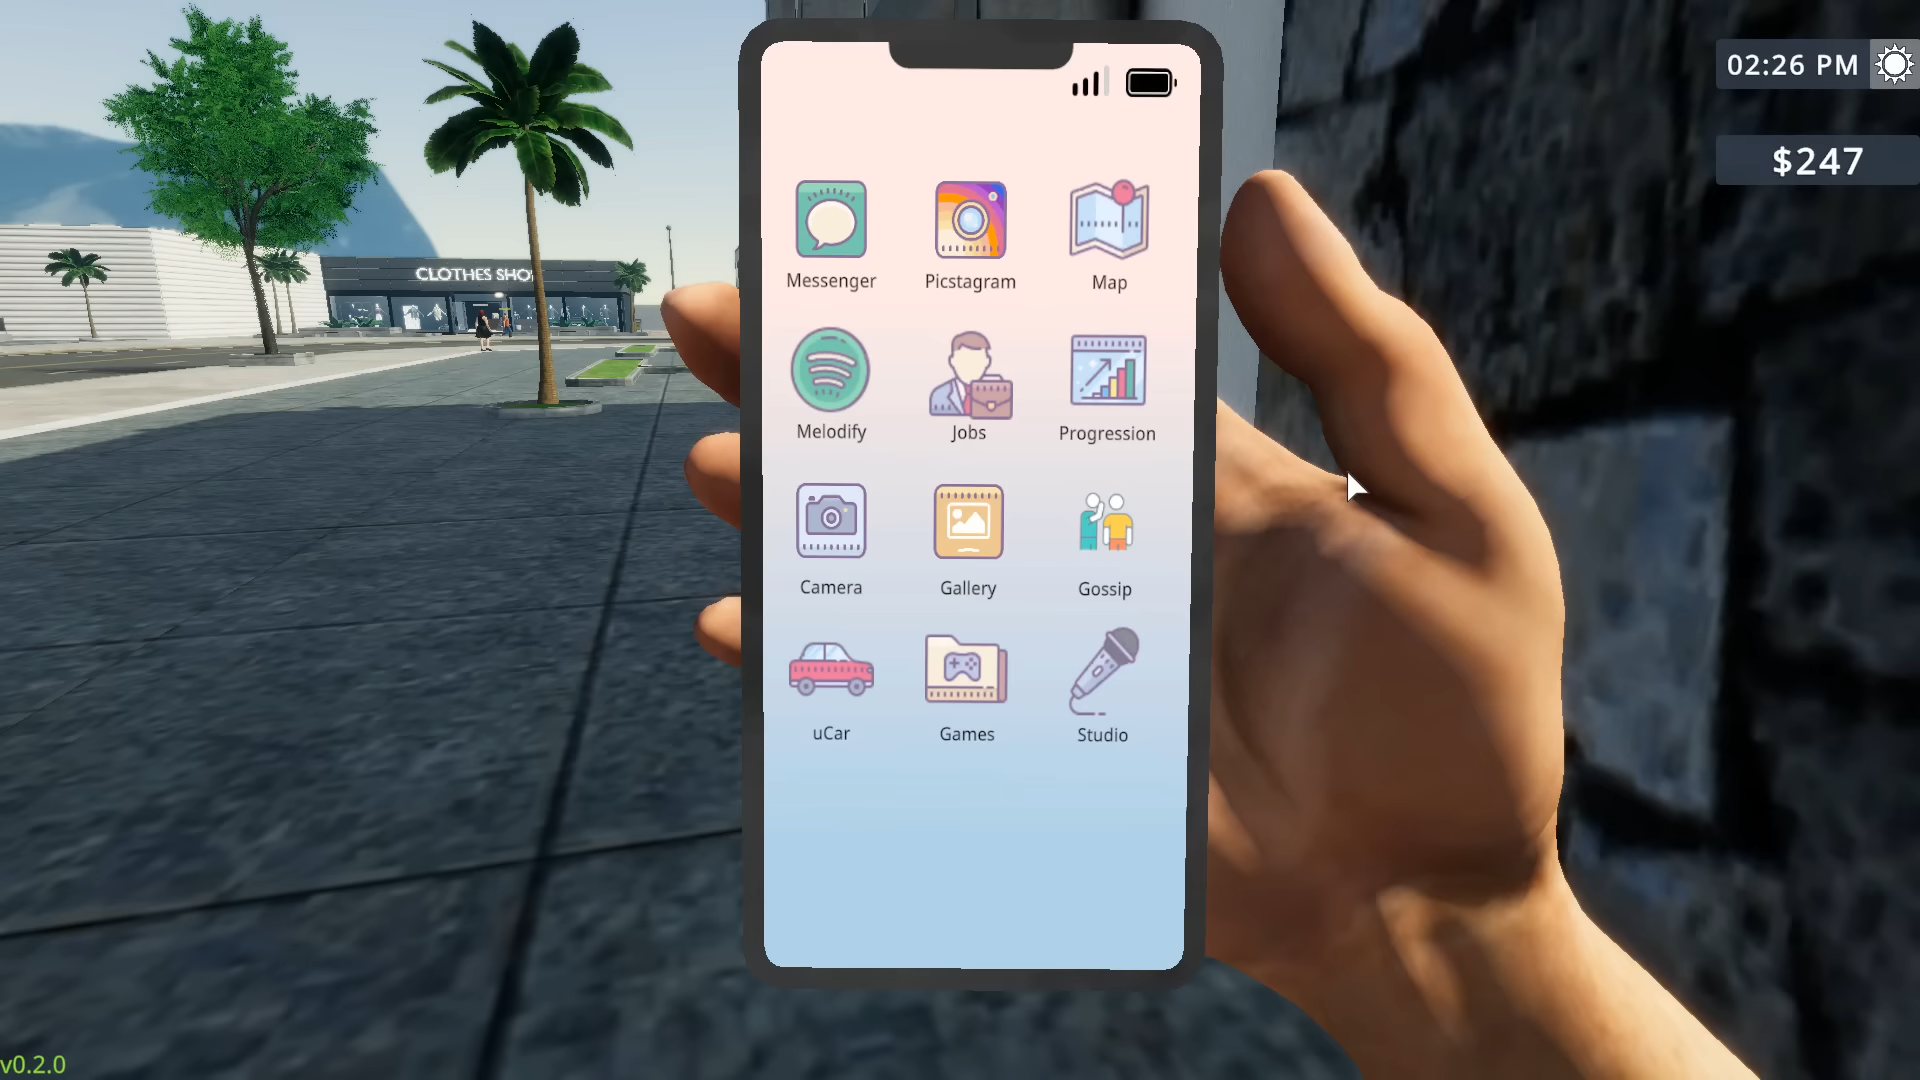 02:26 PM
$247
CLOTHES SHO
Messenger
Picstagram
Map
Melodify
Jobs
Progression
Camera
Gallery
Gossip
uCar
Games
Studio
v0.2.0